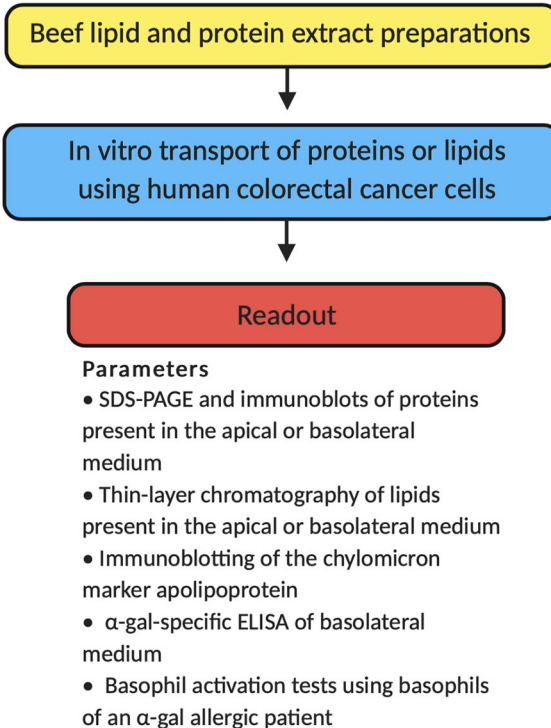 Beef lipid and protein extract preparations
In vitro transport of proteins or lipids
using human colorectal cancer cells
Readout
Parameters
• SDS-PAGE and immunoblots of proteins
present in the apical or basolateral
medium
• Thin-layer chromatography of lipids
present in the apical or basolateral medium
• Immunoblotting of the chylomicron
marker apolipoprotein
• α-gal-specific ELISA of basolateral
medium
• Basophil activation tests using basophils
of an α-gal allergic patient